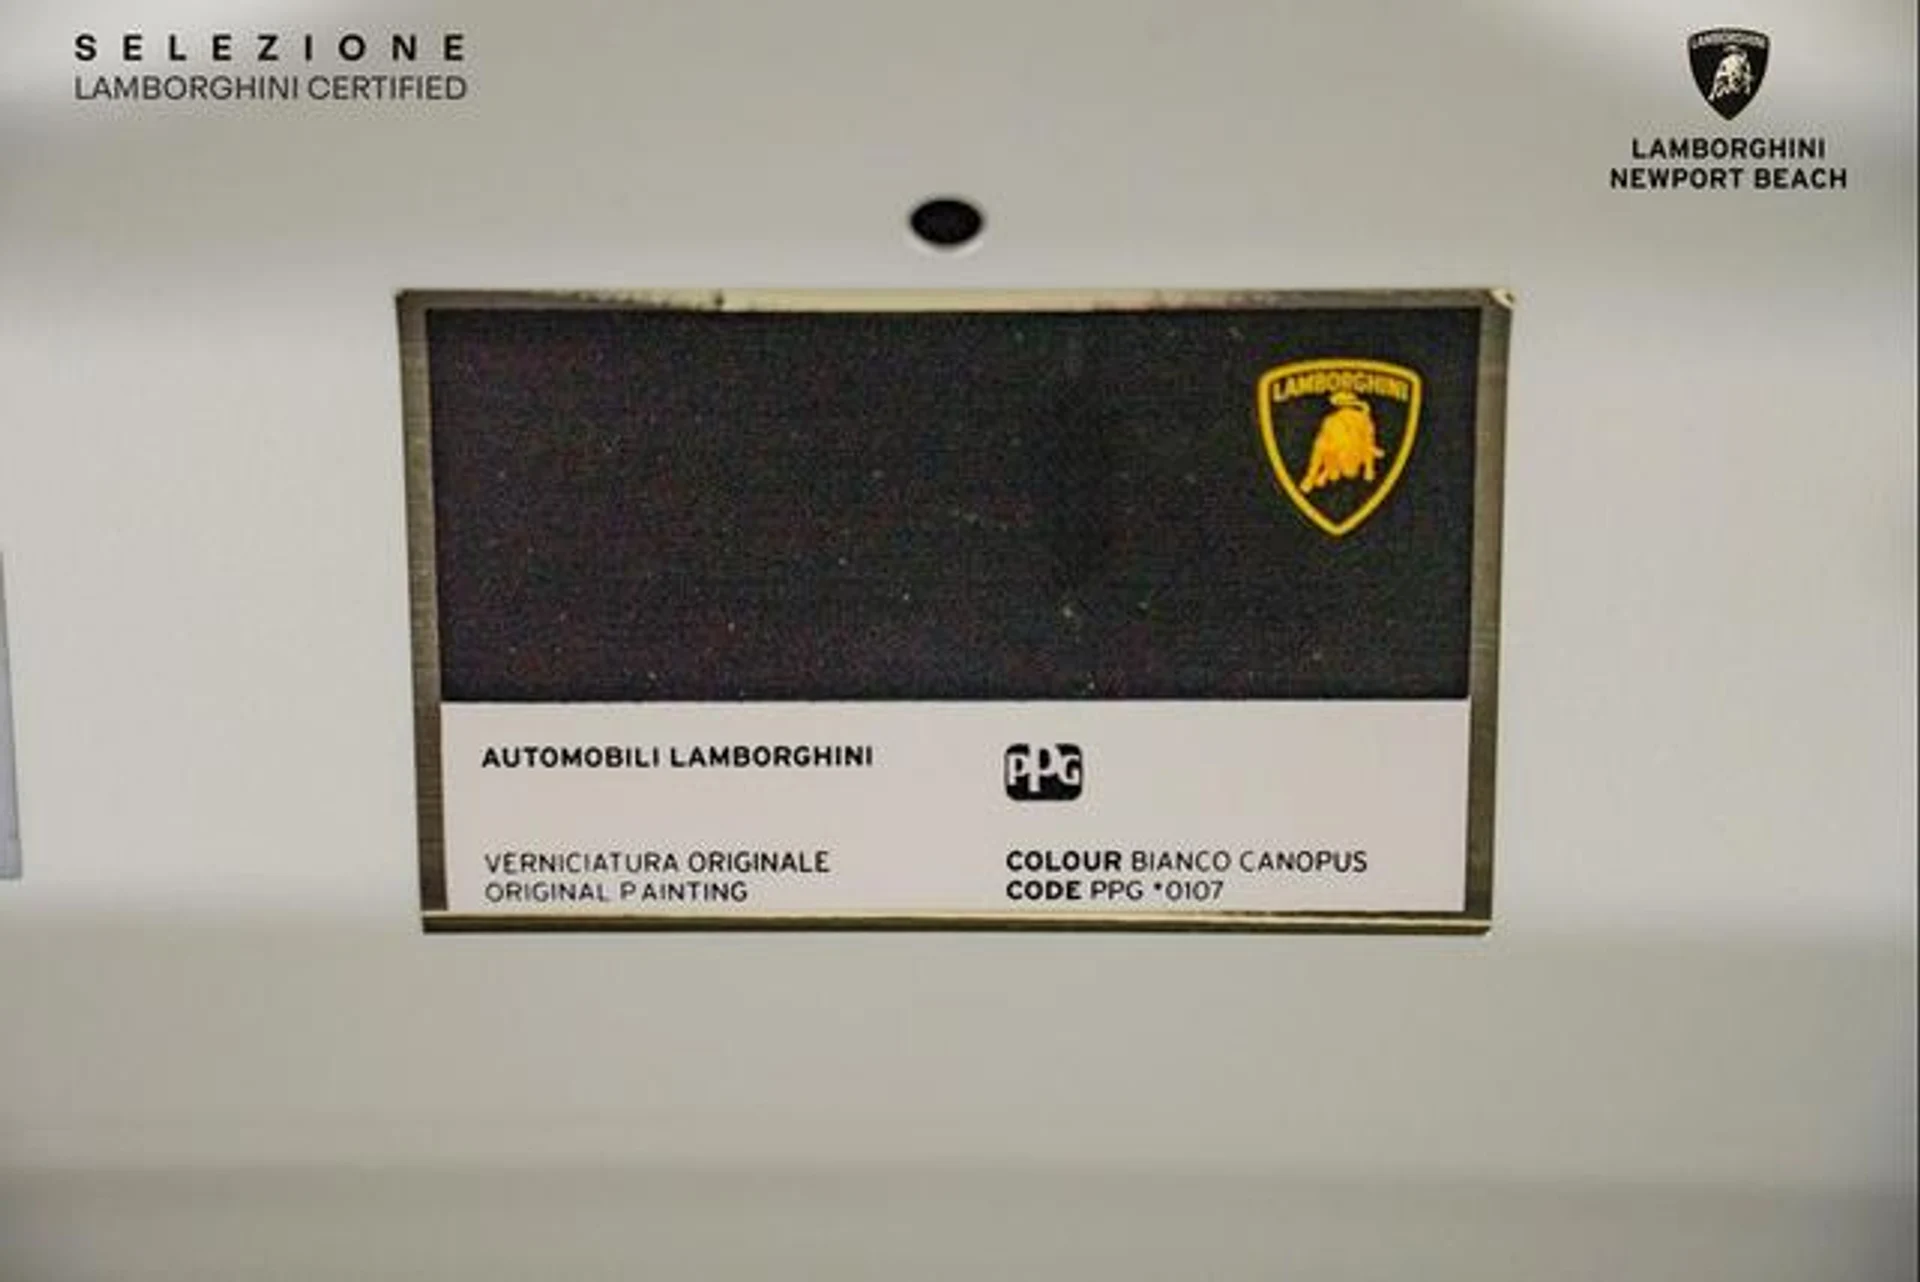 SELEZIONE
LAMBORGHINI CERTIFIED
LAMBORGHINI
LAMBORGHINI
NEWPORT BEACH
LAMBORGHINI
AUTOMOBILI LAMBORGHINI
PPG
VERNICIATURA ORIGINALE
ORIGINAL PAINTING
COLOUR BIANCO CANOPUS
CODE PPG *0107